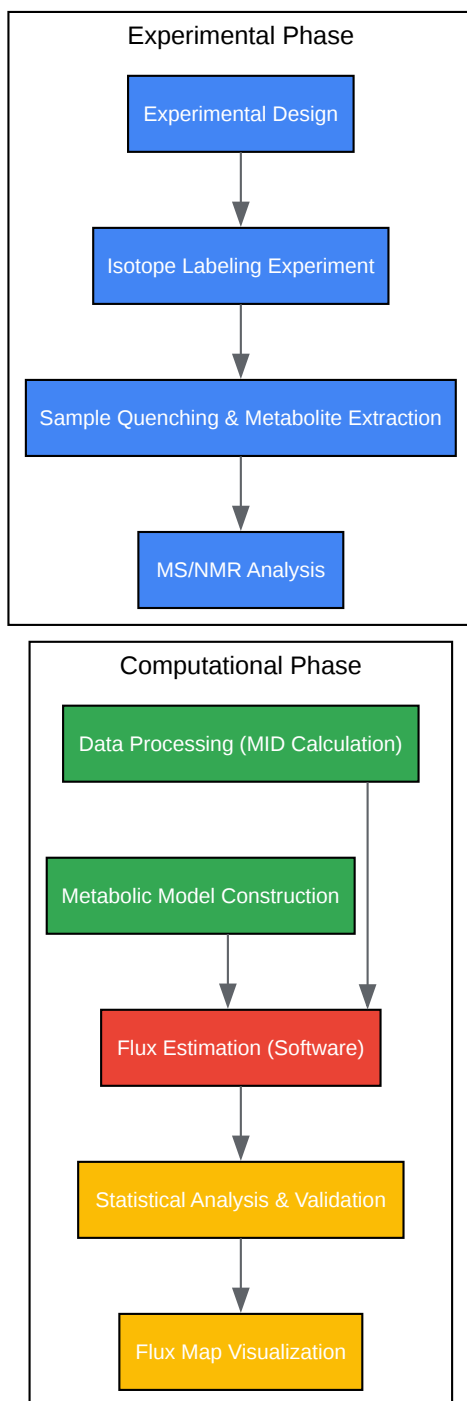 Experimental Phase
Experimental Design
Isotope Labeling Experiment
Sample Quenching & Metabolite Extraction
MS/NMR Analysis
Computational Phase
Data Processing (MID Calculation)
Metabolic Model Construction
Flux Estimation (Software)
Statistical Analysis & Validation
Flux Map Visualization